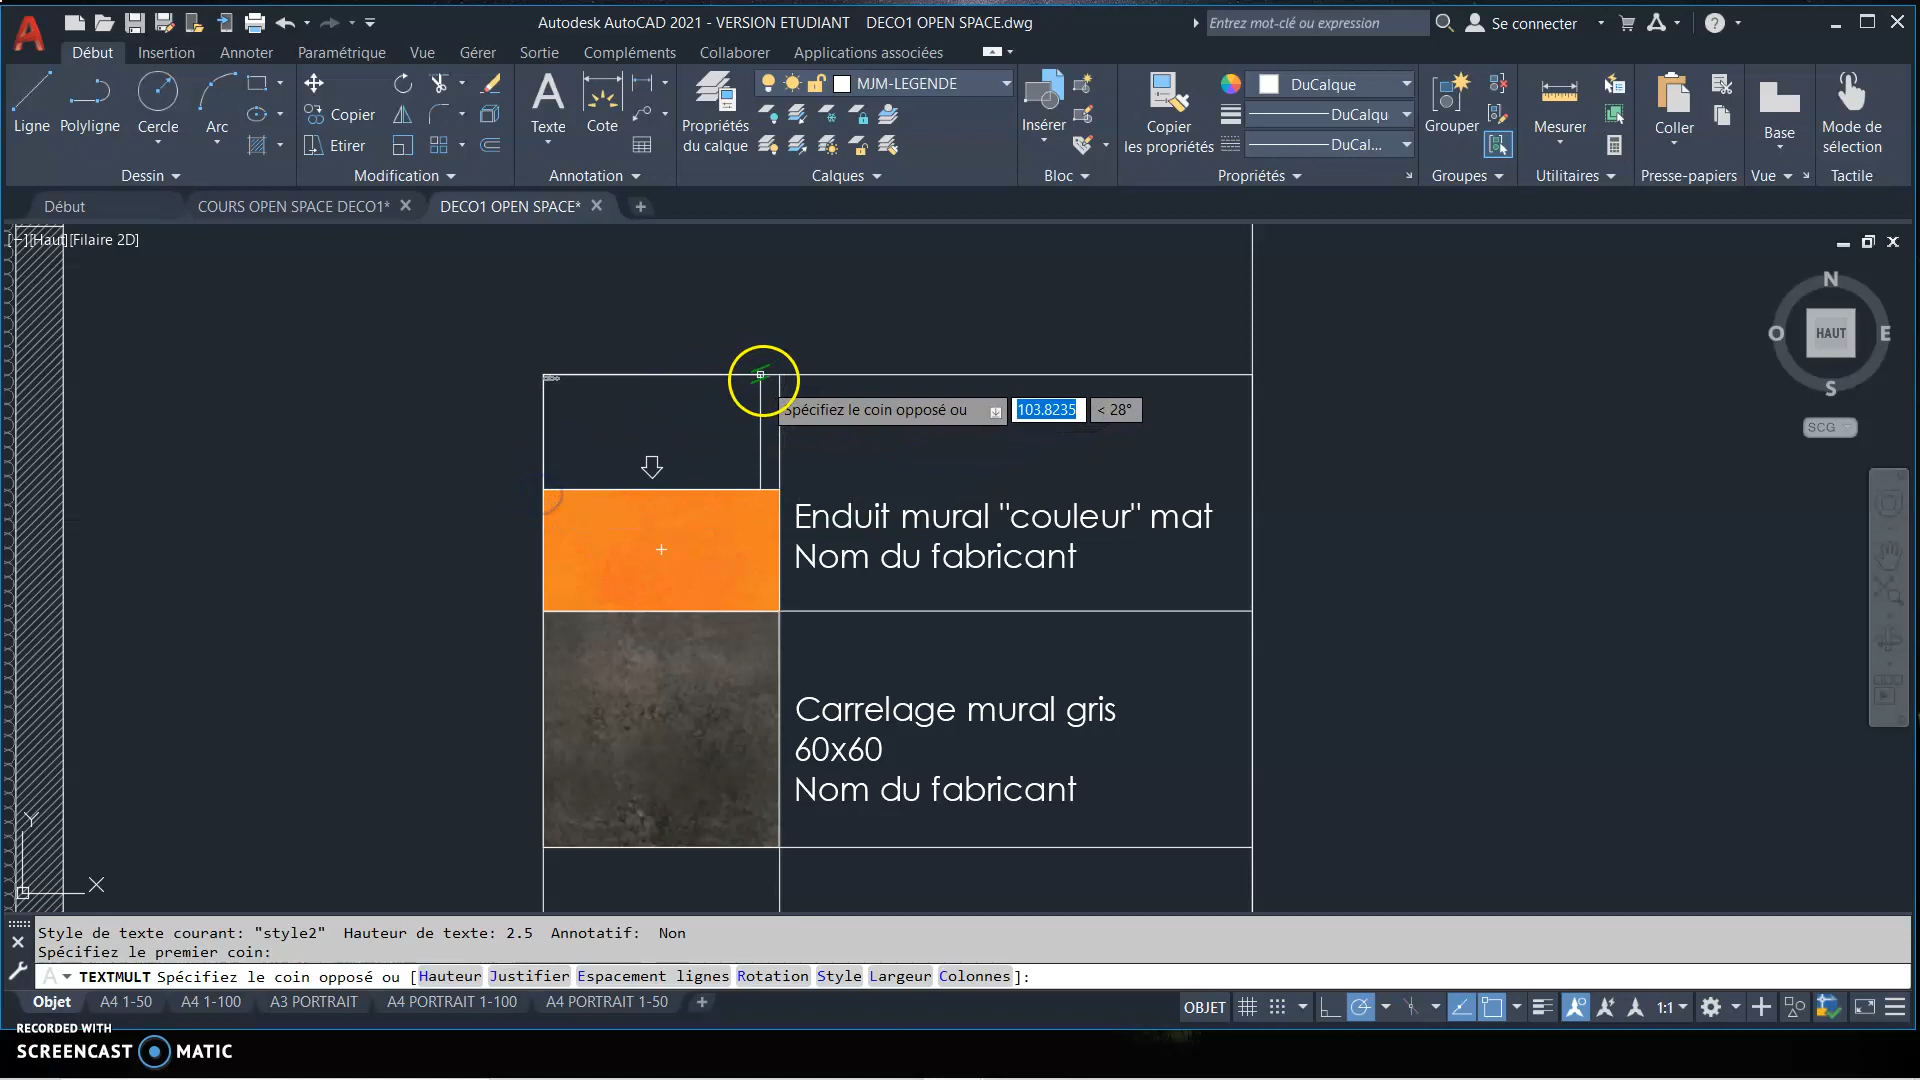 Autodesk AutoCAD 2021 - VERSION ETUDIANT DECO1 OPEN SPACE.dwg
Entrez mot-clé ou expression
Se connecter
Début Insertion Annoter Paramétrique Vue Gérer Sortie Compléments Collaborer Applications associées
Ligne Polyligne Cercle Arc
Copier
Etirer
Texte Cote
Propriétés du calque
MJM-LEGENDE
Insérer
Copier les propriétés
DuCalque
DuCalqu
DuCal...
Grouper
Mesurer
Coller
Base
Mode de sélection
Dessin Modification Annotation Calques Bloc Propriétés Groupes Utilitaires Presse-papiers Vue Tactile
Début COURS OPEN SPACE DECO1* DECO1 OPEN SPACE*
[−][Haut][Filaire 2D]
N
O HAUT E
S
SCG
Spécifiez le coin opposé ou 103.8235 < 28°
Enduit mural "couleur" mat
Nom du fabricant
Carrelage mural gris
60x60
Nom du fabricant
Y
X
Style de texte courant: "style2" Hauteur de texte: 2.5 Annotatif: Non
Spécifiez le premier coin:
TEXTMULT Spécifiez le coin opposé ou [Hauteur Justifier Espacement lignes Rotation Style Largeur Colonnes]:
Objet A4 1-50 A4 1-100 A3 PORTRAIT A4 PORTRAIT 1-100 A4 PORTRAIT 1-50
OBJET 1:1
RECORDED WITH
SCREENCAST MATIC